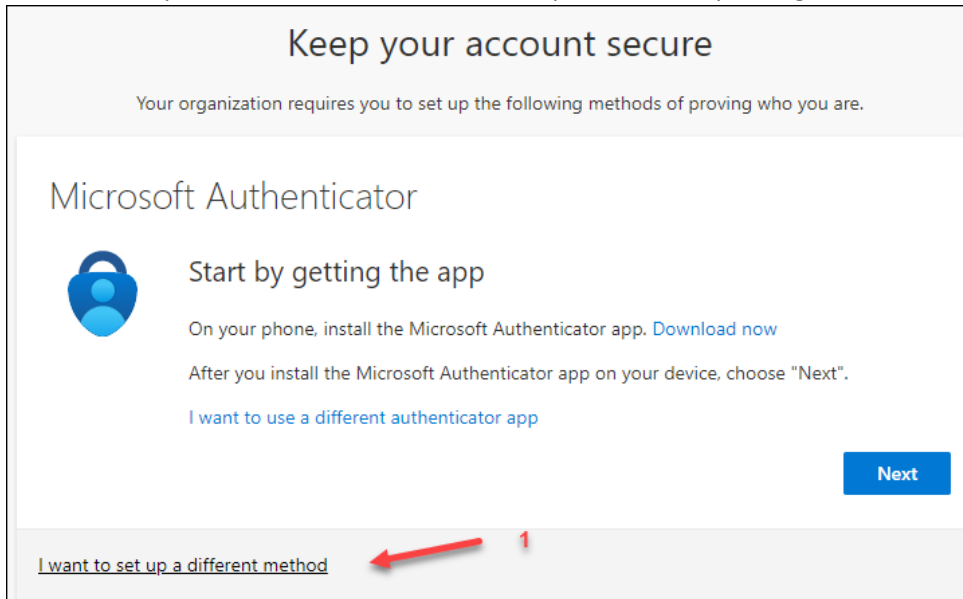 Keep your account secure
Your organization requires you to set up the following methods of proving who you are.
Microsoft Authenticator
Start by getting the app
On your phone, install the Microsoft Authenticator app. Download now
After you install the Microsoft Authenticator app on your device, choose "Next".
I want to use a different authenticator app
Next
1
I want to set up a different method